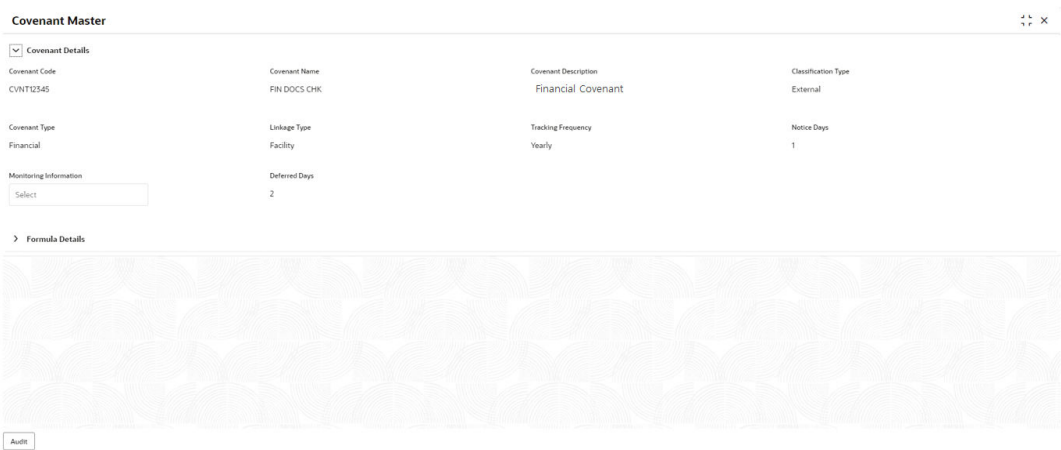 Covenant Master
Covenant Details
Covenant Code Covenant Name Covenant Description Classification Type
CVNT12345 FIN DOCS CHK Financial Covenant External
Covenant Type Linkage Type Tracking Frequency Notice Days
Financial Facility Yearly 1
Monitoring Information Deferred Days
Select 2
Formula Details
Audit